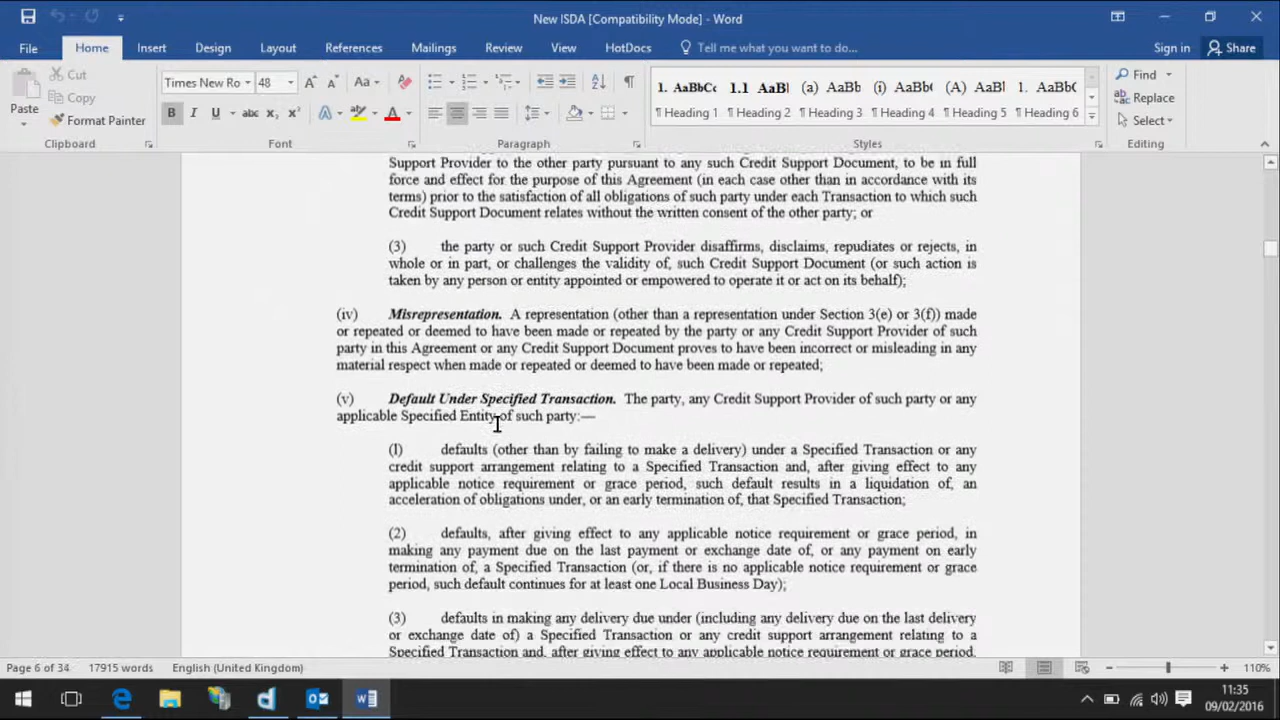 New ISDA [Compatibility Mode] - Word
File Home Insert Design Layout References Mailings Review View HotDocs Tell me what you want to do... Sign in Share
Cut
Copy
Paste
Format Painter
Clipboard
Times New Ro 48
Aa
B I U abc x₂ x² A A
Font
Paragraph
1. AaBbCc 1.1 AaBl (a) AaBb (i) AaBb( (A) AaBl 1. AaBb(
¶ Heading 1 ¶ Heading 2 ¶ Heading 3 ¶ Heading 4 ¶ Heading 5 ¶ Heading 6
Styles
Find
Replace
Select
Editing
Support Provider to the other party pursuant to any such Credit Support Document, to be in full
force and effect for the purpose of this Agreement (in each case other than in accordance with its
terms) prior to the satisfaction of all obligations of such party under each Transaction to which such
Credit Support Document relates without the written consent of the other party; or
(3) the party or such Credit Support Provider disaffirms, disclaims, repudiates or rejects, in
whole or in part, or challenges the validity of, such Credit Support Document (or such action is
taken by any person or entity appointed or empowered to operate it or act on its behalf);
(iv) Misrepresentation. A representation (other than a representation under Section 3(e) or 3(f)) made
or repeated or deemed to have been made or repeated by the party or any Credit Support Provider of such
party in this Agreement or any Credit Support Document proves to have been incorrect or misleading in any
material respect when made or repeated or deemed to have been made or repeated;
(v) Default Under Specified Transaction. The party, any Credit Support Provider of such party or any
applicable Specified Entity of such party:—
(l) defaults (other than by failing to make a delivery) under a Specified Transaction or any
credit support arrangement relating to a Specified Transaction and, after giving effect to any
applicable notice requirement or grace period, such default results in a liquidation of, an
acceleration of obligations under, or an early termination of, that Specified Transaction;
(2) defaults, after giving effect to any applicable notice requirement or grace period, in
making any payment due on the last payment or exchange date of, or any payment on early
termination of, a Specified Transaction (or, if there is no applicable notice requirement or grace
period, such default continues for at least one Local Business Day);
(3) defaults in making any delivery due under (including any delivery due on the last delivery
or exchange date of) a Specified Transaction or any credit support arrangement relating to a
Specified Transaction and, after giving effect to any applicable notice requirement or grace period,
Page 6 of 34 17915 words English (United Kingdom) 110%
11:35
09/02/2016